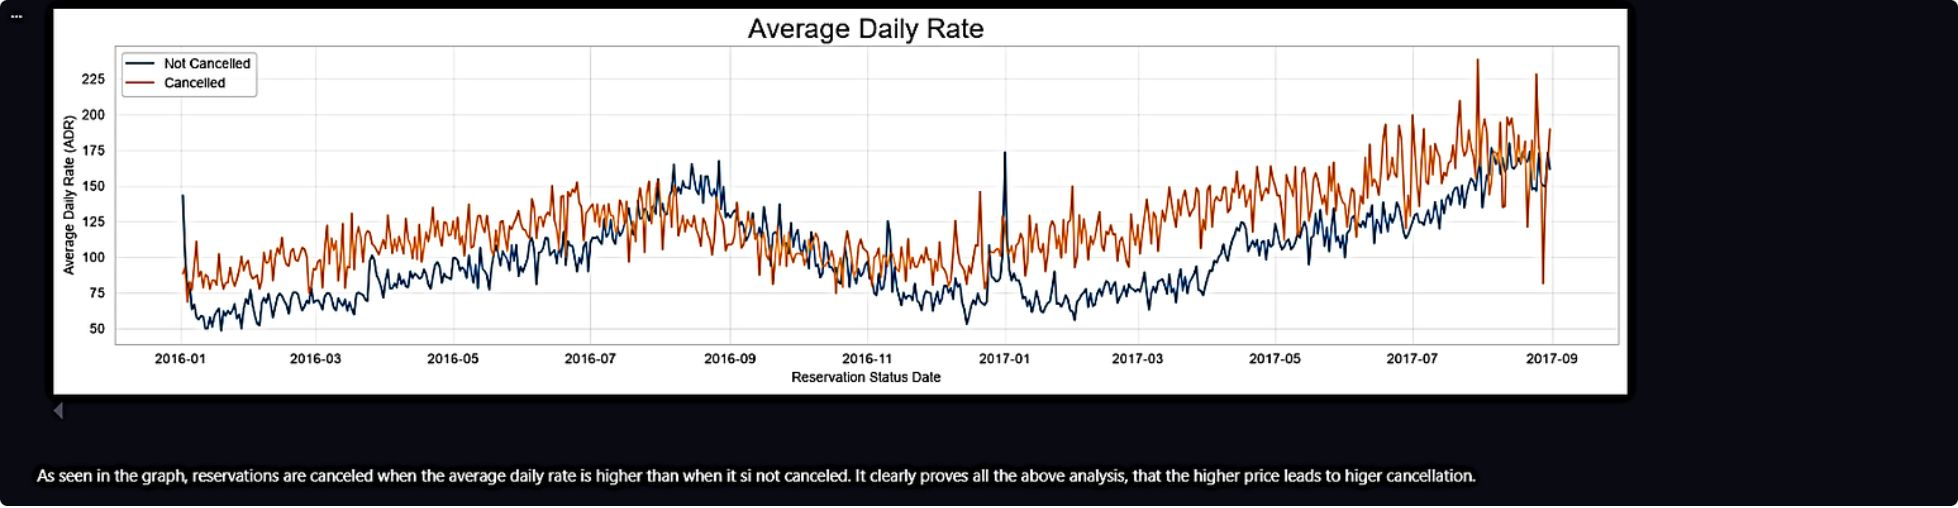 ...
Average Daily Rate
Not Cancelled
Cancelled
225
200
175
150
125
100
75
50
Average Daily Rate (ADR)
2016-01 2016-03 2016-05 2016-07 2016-09 2016-11 2017-01 2017-03 2017-05 2017-07 2017-09
Reservation Status Date
As seen in the graph, reservations are canceled when the average daily rate is higher than when it si not canceled. It clearly proves all the above analysis, that the higher price leads to higer cancellation.